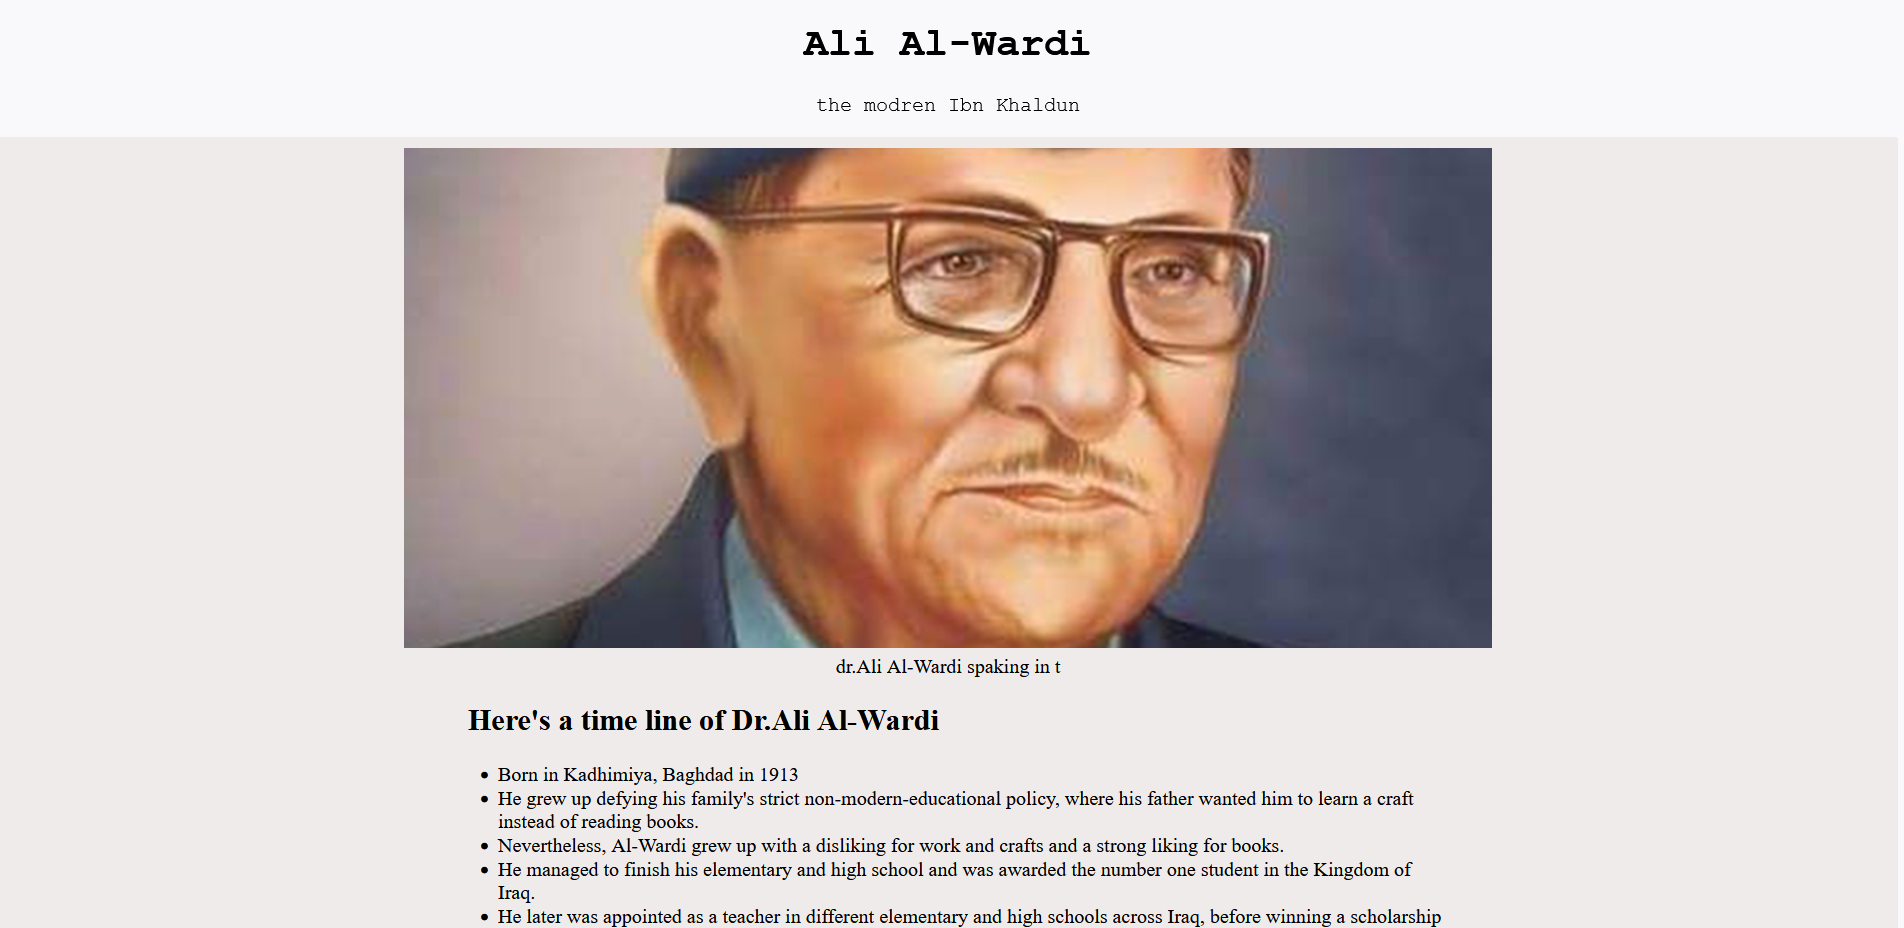 Ali Al-Wardi
the modren Ibn Khaldun
dr.Ali Al-Wardi spaking in t
Here's a time line of Dr.Ali Al-Wardi
• Born in Kadhimiya, Baghdad in 1913
• He grew up defying his family's strict non-modern-educational policy, where his father wanted him to learn a craft
instead of reading books.
• Nevertheless, Al-Wardi grew up with a disliking for work and crafts and a strong liking for books.
• He managed to finish his elementary and high school and was awarded the number one student in the Kingdom of
Iraq.
• He later was appointed as a teacher in different elementary and high schools across Iraq, before winning a scholarship